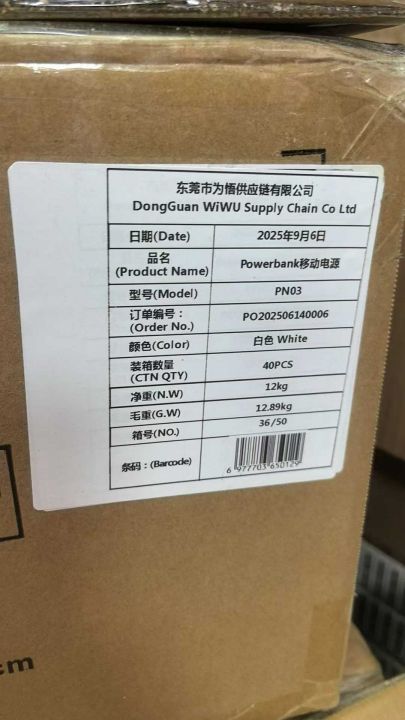 东莞市为悟供应链有限公司
DongGuan WiWU Supply Chain Co Ltd
日期(Date) 2025年9月6日
品名
(Product Name) Powerbank移动电源
型号(Model) PN03
订单编号：
(Order No.) PO202506140006
颜色(Color) 白色 White
装箱数量
(CTN QTY) 40PCS
净重(N.W) 12kg
毛重(G.W) 12.89kg
箱号(NO.) 36/50
条码：(Barcode) 6 977703 650129
cm